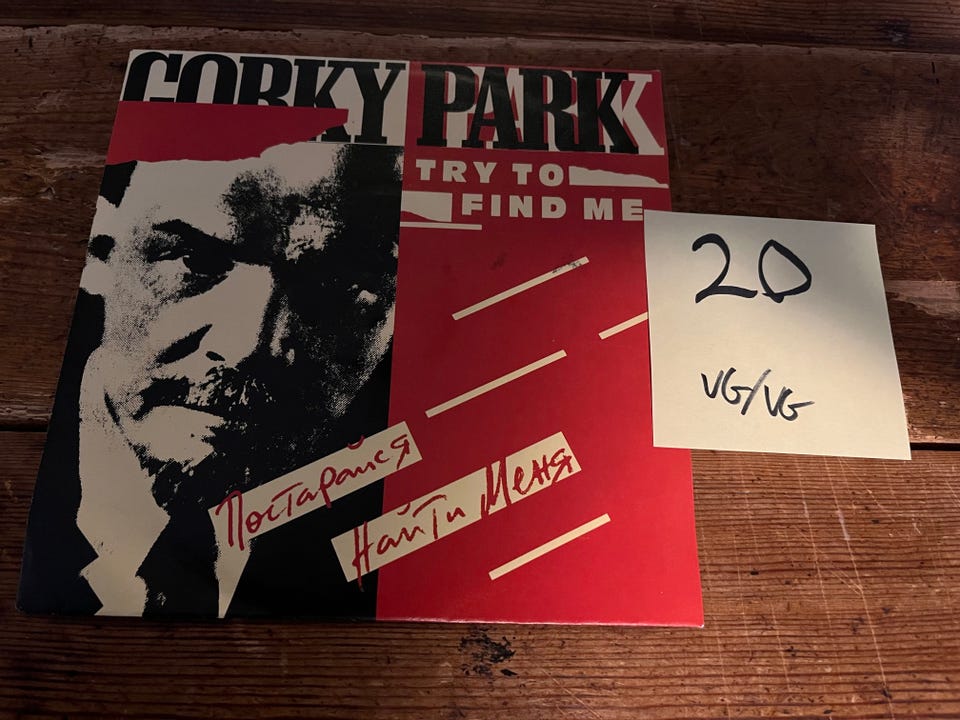 GORKY PARK
TRY TO
FIND ME
Постарайся
Найти Меня
20
VG/VG